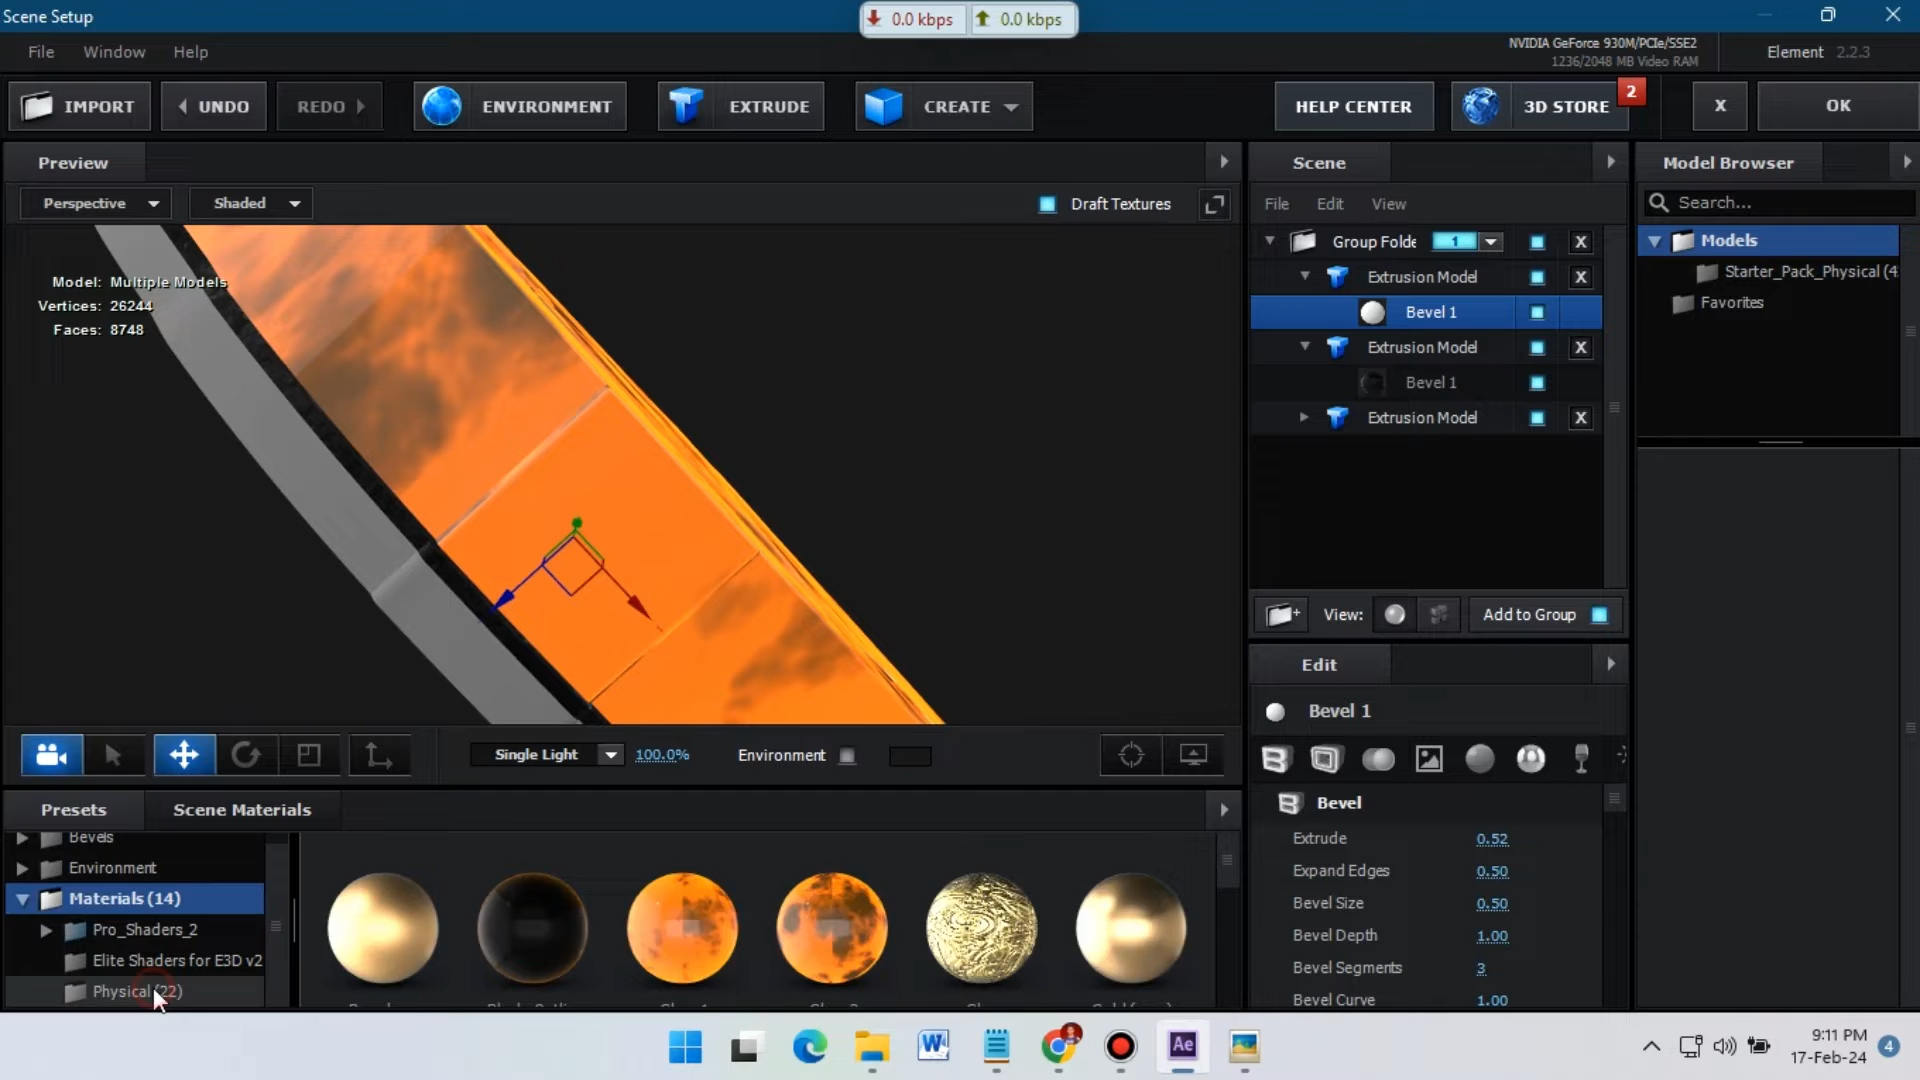 Scene Setup
0.0 kbps
0.0 kbps
File
Window
Help
NVIDIA GeForce 930M/PCIe/SSE2
1236/2048 MB Video RAM
Element 2.2.3
IMPORT
UNDO
REDO
ENVIRONMENT
EXTRUDE
CREATE
HELP CENTER
3D STORE
2
X
OK
Preview
Scene
Model Browser
Perspective
Shaded
Draft Textures
File
Edit
View
Search...
Model: Multiple Models
Vertices: 26244
Faces: 8748
Group Folde
1
X
Extrusion Model
X
Bevel 1
Extrusion Model
X
Bevel 1
Extrusion Model
X
Models
Starter_Pack_Physical (4
Favorites
View:
Add to Group
Edit
Bevel 1
Single Light
100.0%
Environment
Presets
Scene Materials
Bevels
Environment
Materials (14)
Pro_Shaders_2
Elite Shaders for E3D v2
Physical (22)
Bevel
Extrude 0.52
Expand Edges 0.50
Bevel Size 0.50
Bevel Depth 1.00
Bevel Segments 3
Bevel Curve 1.00
W
Ae
9:11 PM
17-Feb-24
4